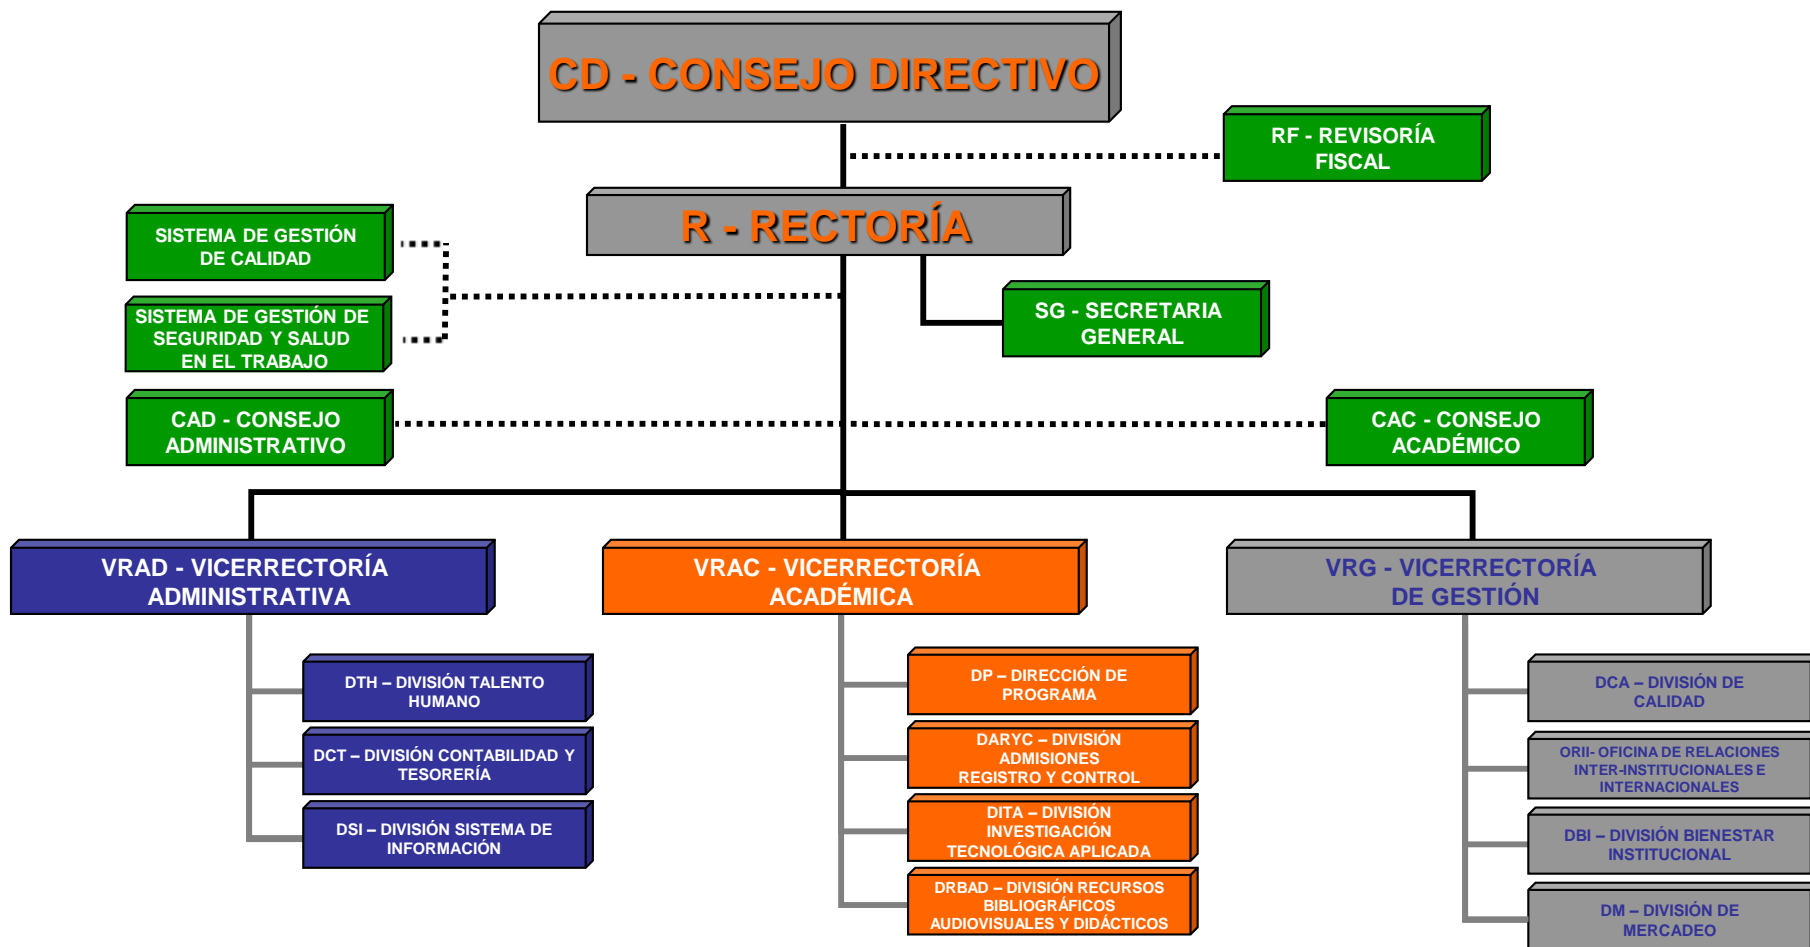 CD - CONSEJO DIRECTIVO
RF - REVISORÍA
FISCAL
R - RECTORÍA
SISTEMA DE GESTIÓN
DE CALIDAD
SISTEMA DE GESTIÓN DE
SEGURIDAD Y SALUD
EN EL TRABAJO
SG - SECRETARIA
GENERAL
CAD - CONSEJO
ADMINISTRATIVO
CAC - CONSEJO
ACADÉMICO
VRAD - VICERRECTORÍA
ADMINISTRATIVA
VRAC - VICERRECTORÍA
ACADÉMICA
VRG - VICERRECTORÍA
DE GESTIÓN
DTH – DIVISIÓN TALENTO
HUMANO
DCT – DIVISIÓN CONTABILIDAD Y
TESORERÍA
DSI – DIVISIÓN SISTEMA DE
INFORMACIÓN
DP – DIRECCIÓN DE
PROGRAMA
DARYC – DIVISIÓN
ADMISIONES
REGISTRO Y CONTROL
DITA – DIVISIÓN
INVESTIGACIÓN
TECNOLÓGICA APLICADA
DRBAD – DIVISIÓN RECURSOS
BIBLIOGRÁFICOS
AUDIOVISUALES Y DIDÁCTICOS
DCA – DIVISIÓN DE
CALIDAD
ORII- OFICINA DE RELACIONES
INTER-INSTITUCIONALES E
INTERNACIONALES
DBI – DIVISIÓN BIENESTAR
INSTITUCIONAL
DM – DIVISIÓN DE
MERCADEO